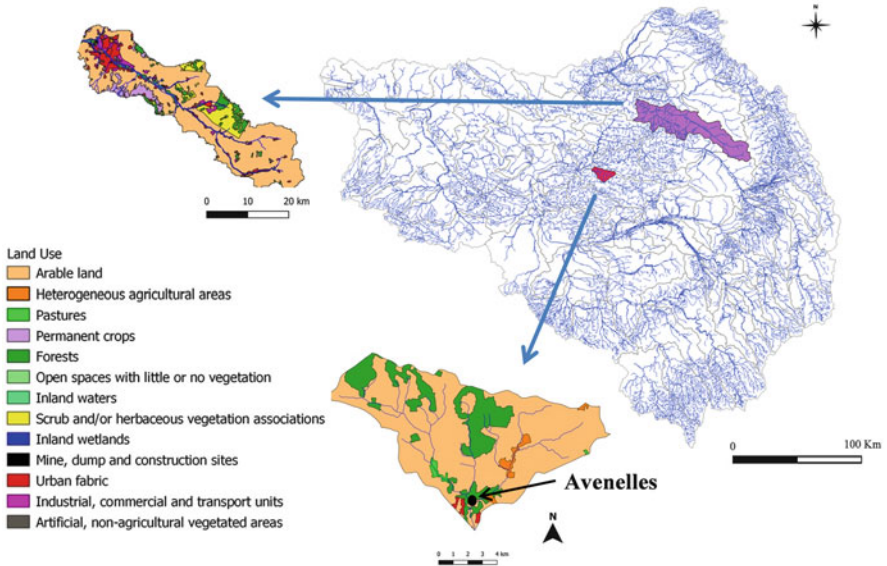 N
0 10 20 km
Land Use
Arable land
Heterogeneous agricultural areas
Pastures
Permanent crops
Forests
Open spaces with little or no vegetation
Inland waters
Scrub and/or herbaceous vegetation associations
Inland wetlands
Mine, dump and construction sites
Urban fabric
Industrial, commercial and transport units
Artificial, non-agricultural vegetated areas
0 100 Km
Avenelles
N
0 1 2 3 4 km